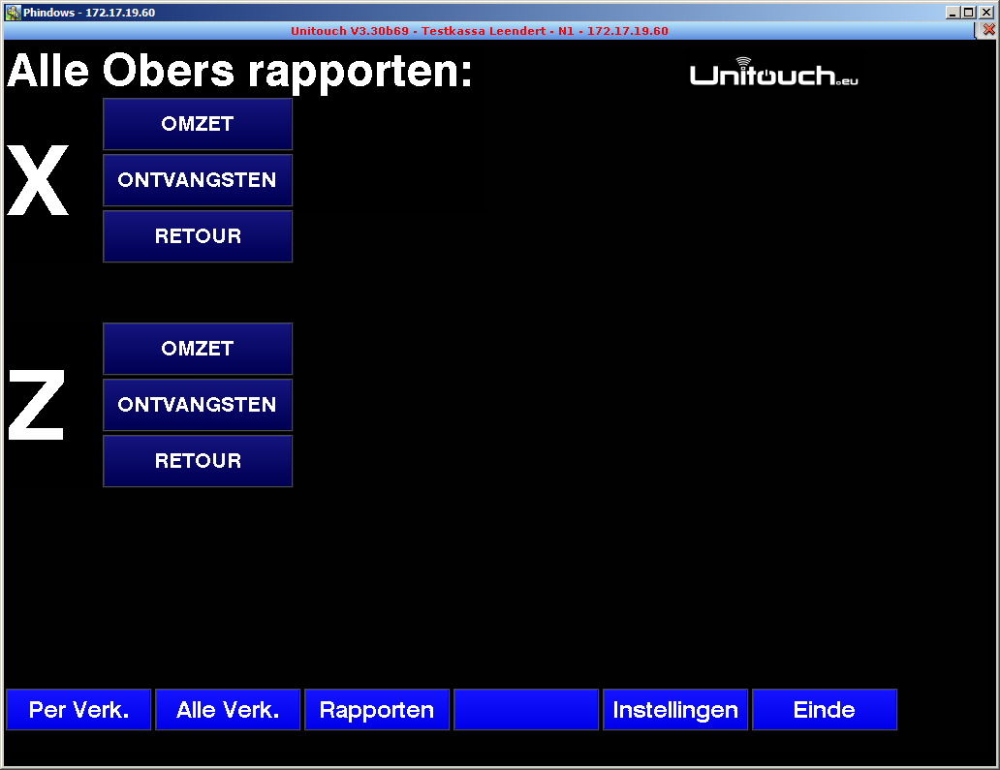 Phindows - 172.17.19.60
Unitouch V3.30b69 - Testkassa Leendert - N1 - 172.17.19.60
Alle Obers rapporten:
Unitouch.eu
X
OMZET
ONTVANGSTEN
RETOUR
Z
OMZET
ONTVANGSTEN
RETOUR
Per Verk. Alle Verk. Rapporten Instellingen Einde